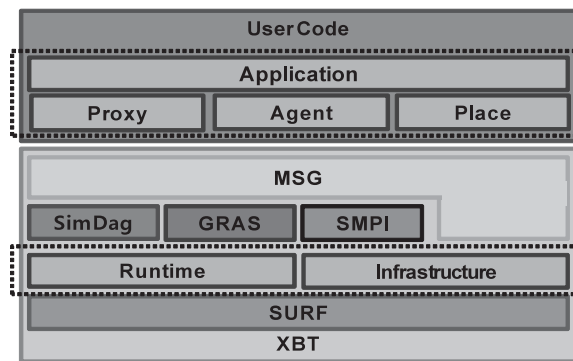 UserCode
Application
Proxy Agent Place
MSG
SimDag GRAS SMPI
Runtime Infrastructure
SURF
XBT